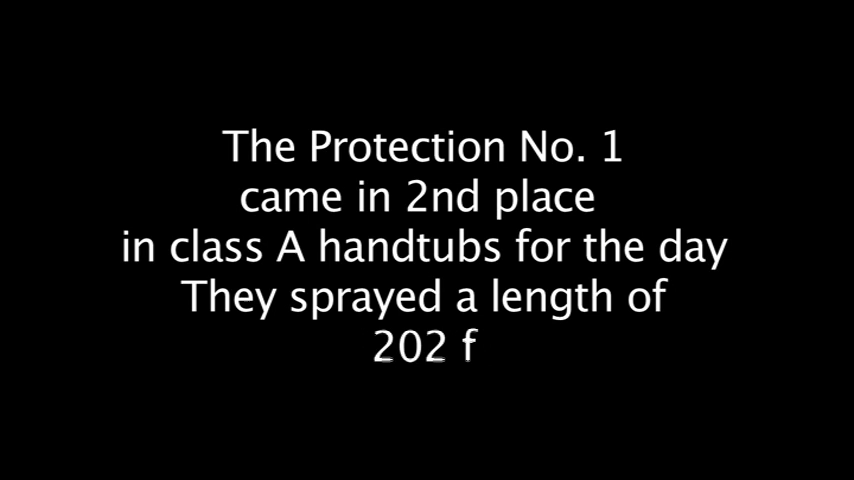 The Protection No. 1
came in 2nd place
in class A handtubs for the day
They sprayed a length of
202 f